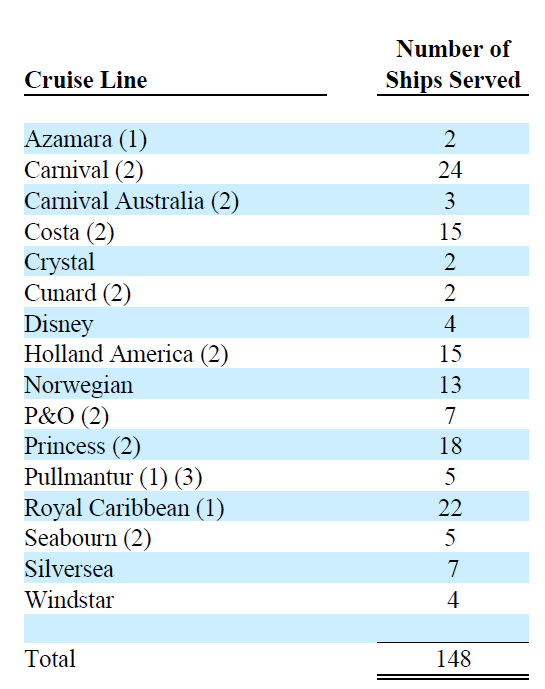 Number of
Cruise Line Ships Served
Azamara (1) 2
Carnival (2) 24
Carnival Australia (2) 3
Costa (2) 15
Crystal 2
Cunard (2) 2
Disney 4
Holland America (2) 15
Norwegian 13
P&O (2) 7
Princess (2) 18
Pullmantur (1) (3) 5
Royal Caribbean (1) 22
Seabourn (2) 5
Silversea 7
Windstar 4
Total 148